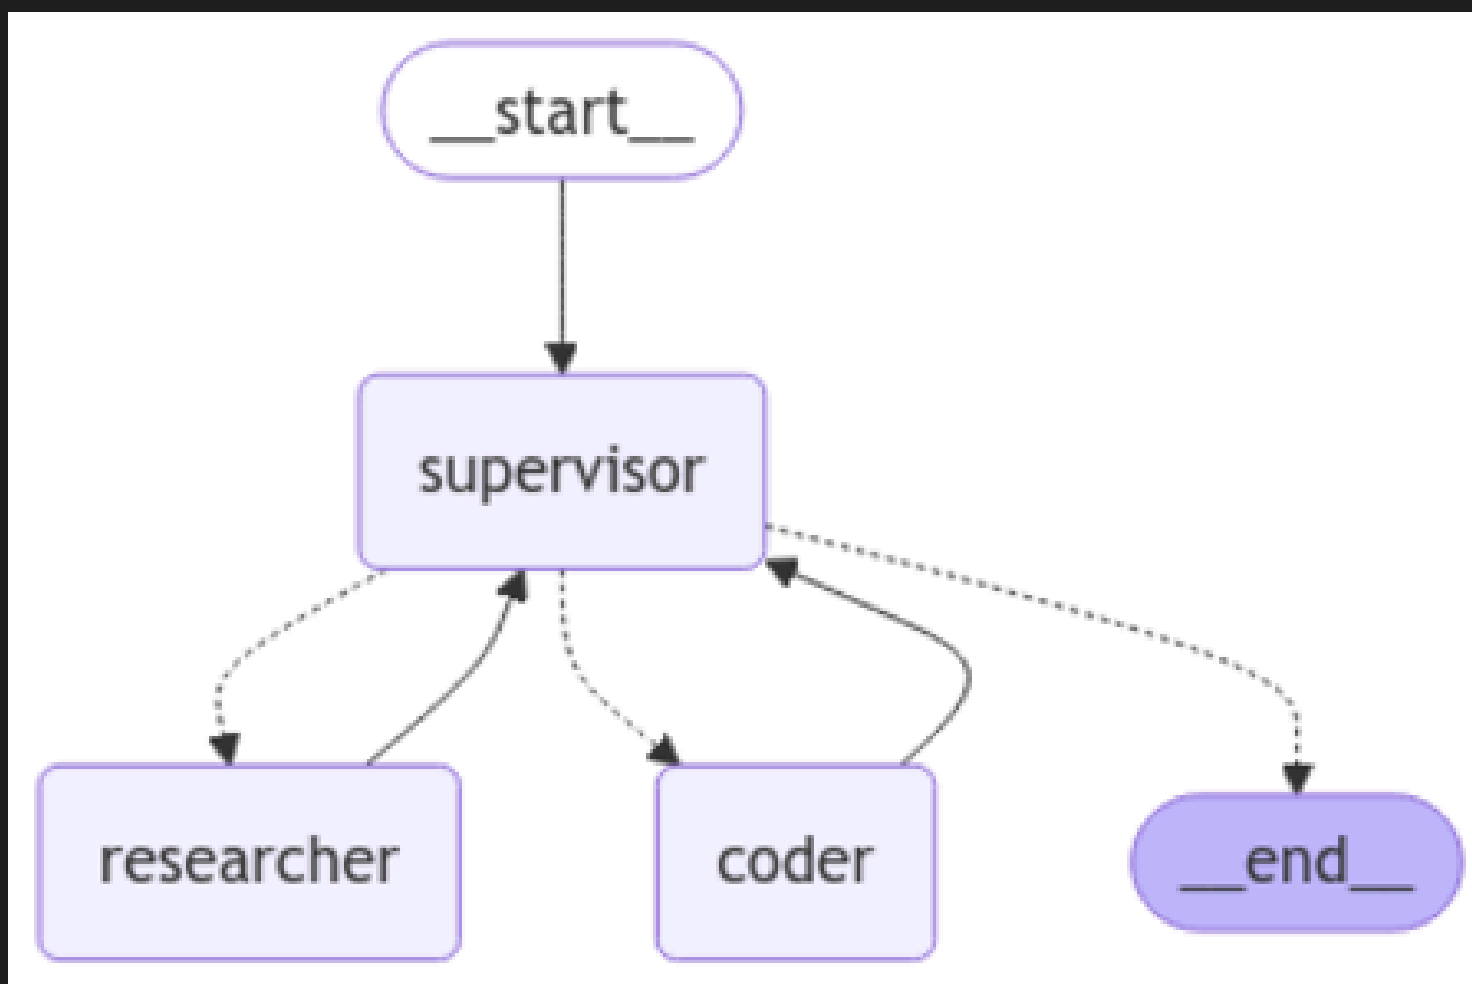 __start__
supervisor
researcher
coder
__end__